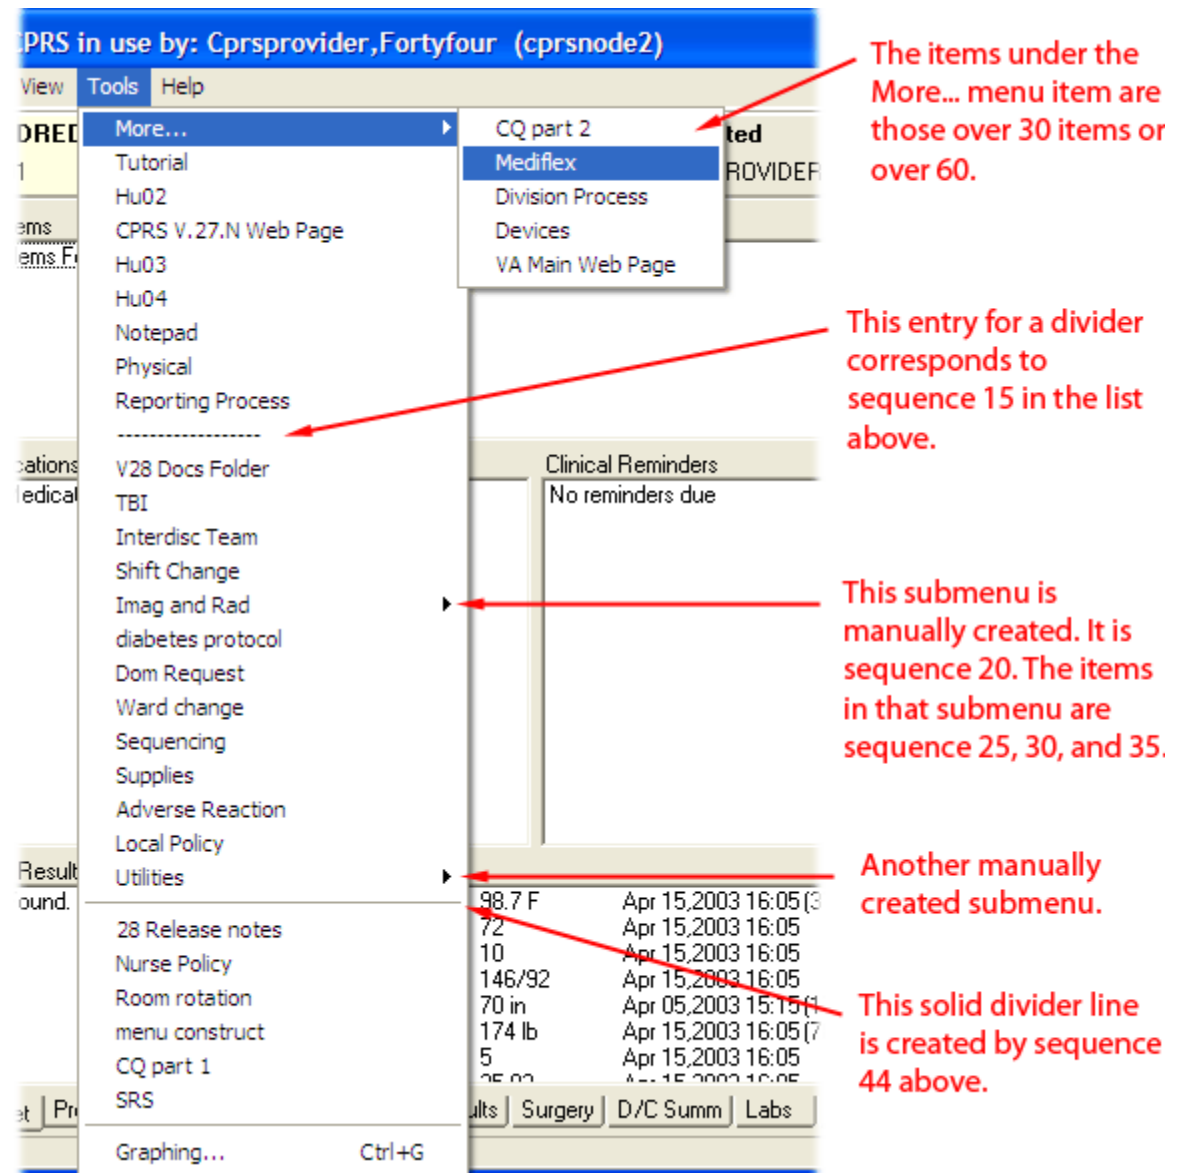 CPRS in use by: Cprsprovider,Fortyfour (cprsnode2)
View Tools Help
More...
Tutorial
Hu02
CPRS V.27.N Web Page
Hu03
Hu04
Notepad
Physical
Reporting Process
------------------
V28 Docs Folder
TBI
Interdisc Team
Shift Change
Imag and Rad
diabetes protocol
Dom Request
Ward change
Sequencing
Supplies
Adverse Reaction
Local Policy
Utilities
28 Release notes
Nurse Policy
Room rotation
menu construct
CQ part 1
SRS
Graphing... Ctrl+G
CQ part 2
Mediflex
Division Process
Devices
VA Main Web Page
Clinical Reminders
No reminders due
98.7 F Apr 15,2003 16:05
72 Apr 15,2003 16:05
10 Apr 15,2003 16:05
146/92 Apr 15,2003 16:05
70 in Apr 05,2003 15:15
174 lb Apr 15,2003 16:05
5 Apr 15,2003 16:05
Surgery D/C Summ Labs
The items under the
More... menu item are
those over 30 items or
over 60.
This entry for a divider
corresponds to
sequence 15 in the list
above.
This submenu is
manually created. It is
sequence 20. The items
in that submenu are
sequence 25, 30, and 35.
Another manually
created submenu.
This solid divider line
is created by sequence
44 above.